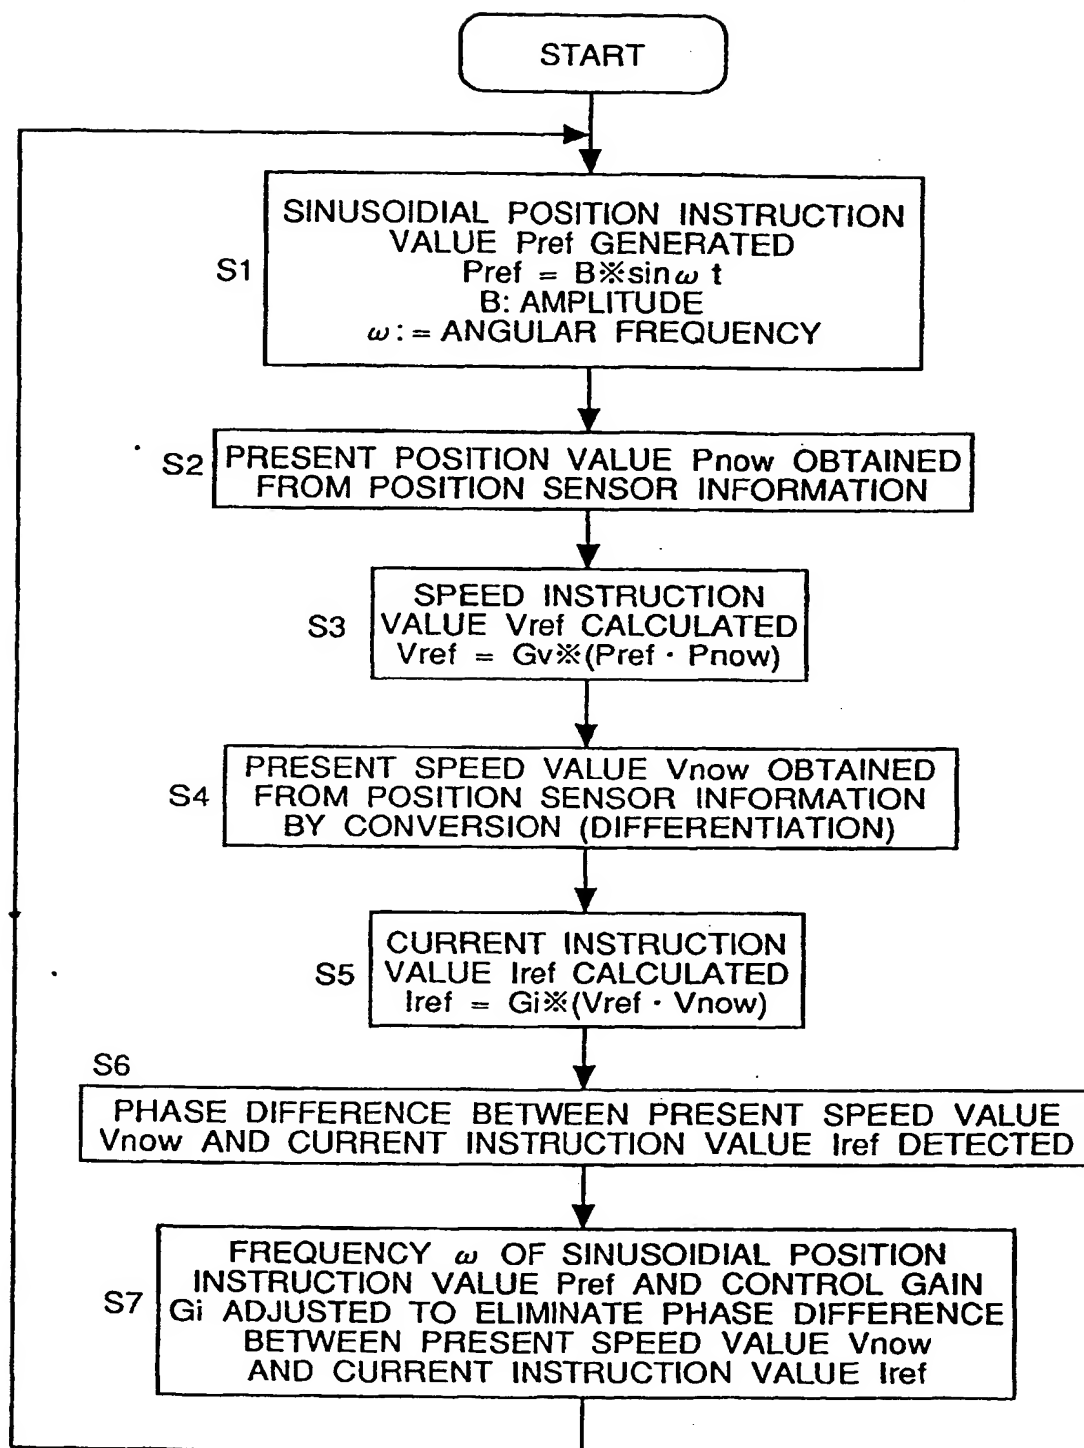 START
SINUSOIDIAL POSITION INSTRUCTION
VALUE Pref GENERATED
S1
Pref = B※sinω t
B: AMPLITUDE
ω:= ANGULAR FREQUENCY
S2
PRESENT POSITION VALUE Pnow OBTAINED
FROM POSITION SENSOR INFORMATION
SPEED INSTRUCTION
S3
VALUE Vref CALCULATED
Vref = Gv※(Pref · Pnow)
PRESENT SPEED VALUE Vnow OBTAINED
S4
FROM POSITION SENSOR INFORMATION
BY CONVERSION (DIFFERENTIATION)
CURRENT INSTRUCTION
S5
VALUE Iref CALCULATED
Iref = Gi※(Vref · Vnow)
S6
PHASE DIFFERENCE BETWEEN PRESENT SPEED VALUE
Vnow AND CURRENT INSTRUCTION VALUE Iref DETECTED
FREQUENCY ω OF SINUSOIDIAL POSITION
INSTRUCTION VALUE Pref AND CONTROL GAIN
S7
Gi ADJUSTED TO ELIMINATE PHASE DIFFERENCE
BETWEEN PRESENT SPEED VALUE Vnow
AND CURRENT INSTRUCTION VALUE Iref